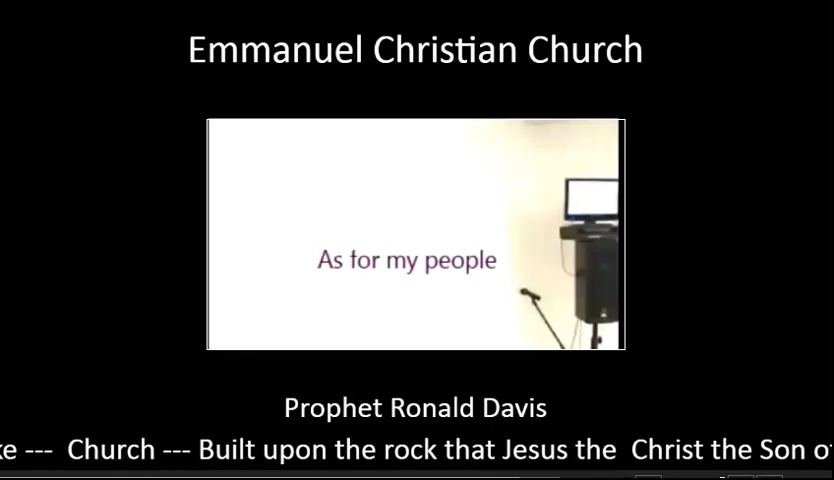 Emmanuel Christian Church
As for my people
Prophet Ronald Davis
--- Church --- Built upon the rock that Jesus the Christ the Son